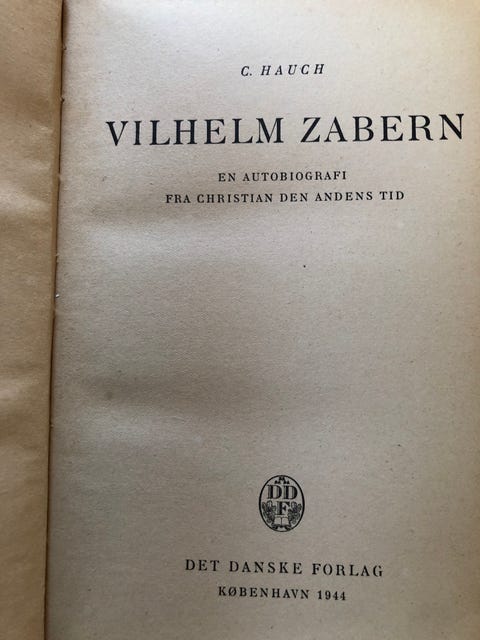 C. HAUCH
VILHELM ZABERN
EN AUTOBIOGRAFI
FRA CHRISTIAN DEN ANDENS TID
DDF
DET DANSKE FORLAG
KØBENHAVN 1944